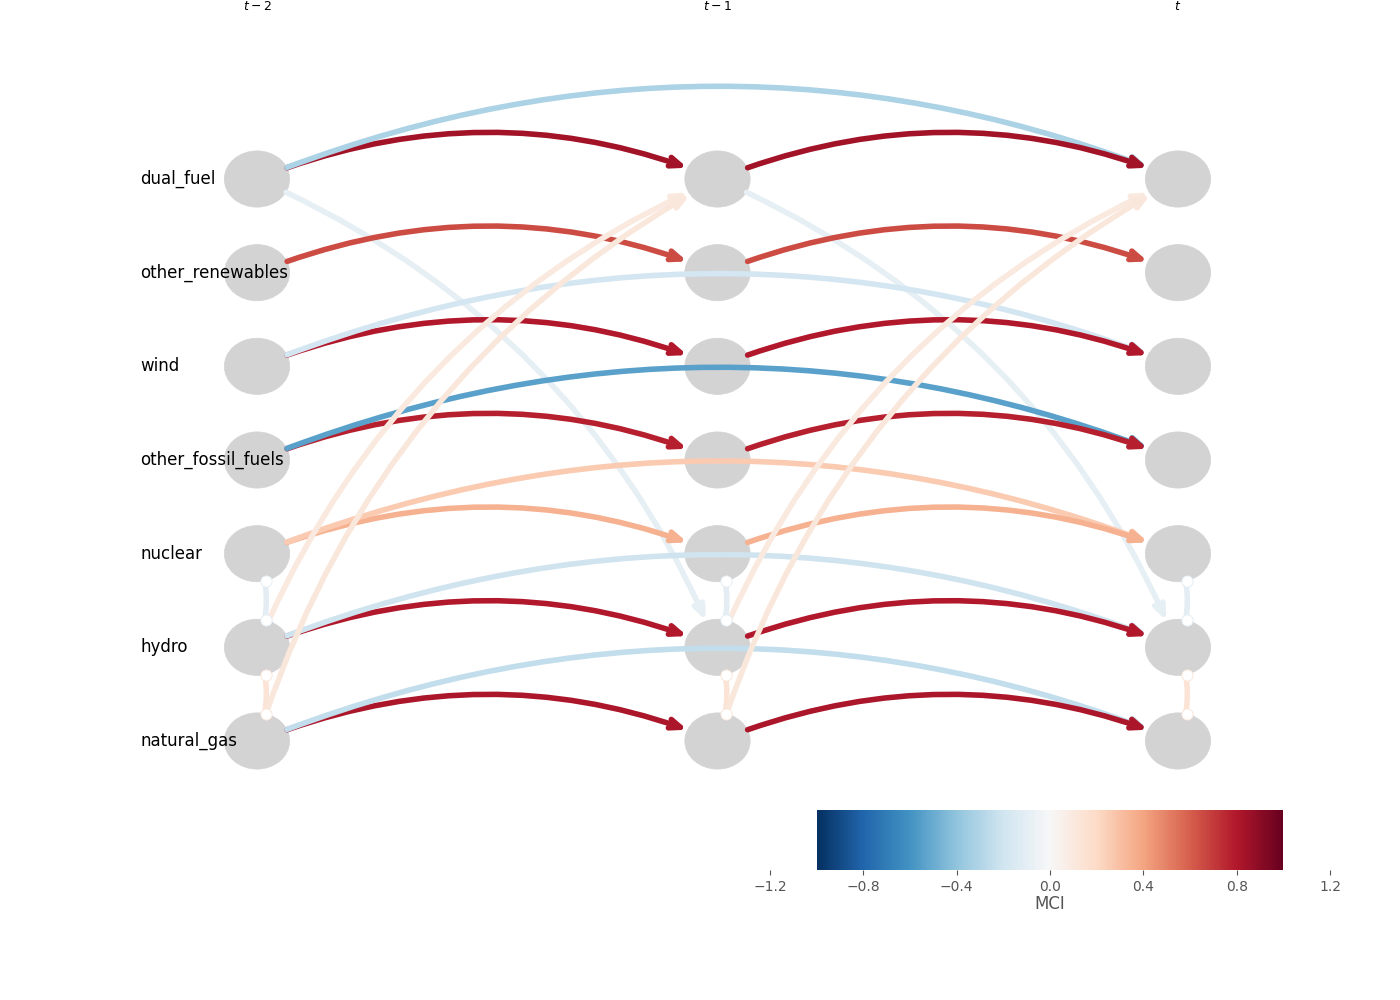 t − 2 t − 1 t
dual_fuel
other_renewables
wind
other_fossil_fuels
nuclear
hydro
natural_gas
−1.2 −0.8 −0.4 0.0 0.4 0.8 1.2
MCI